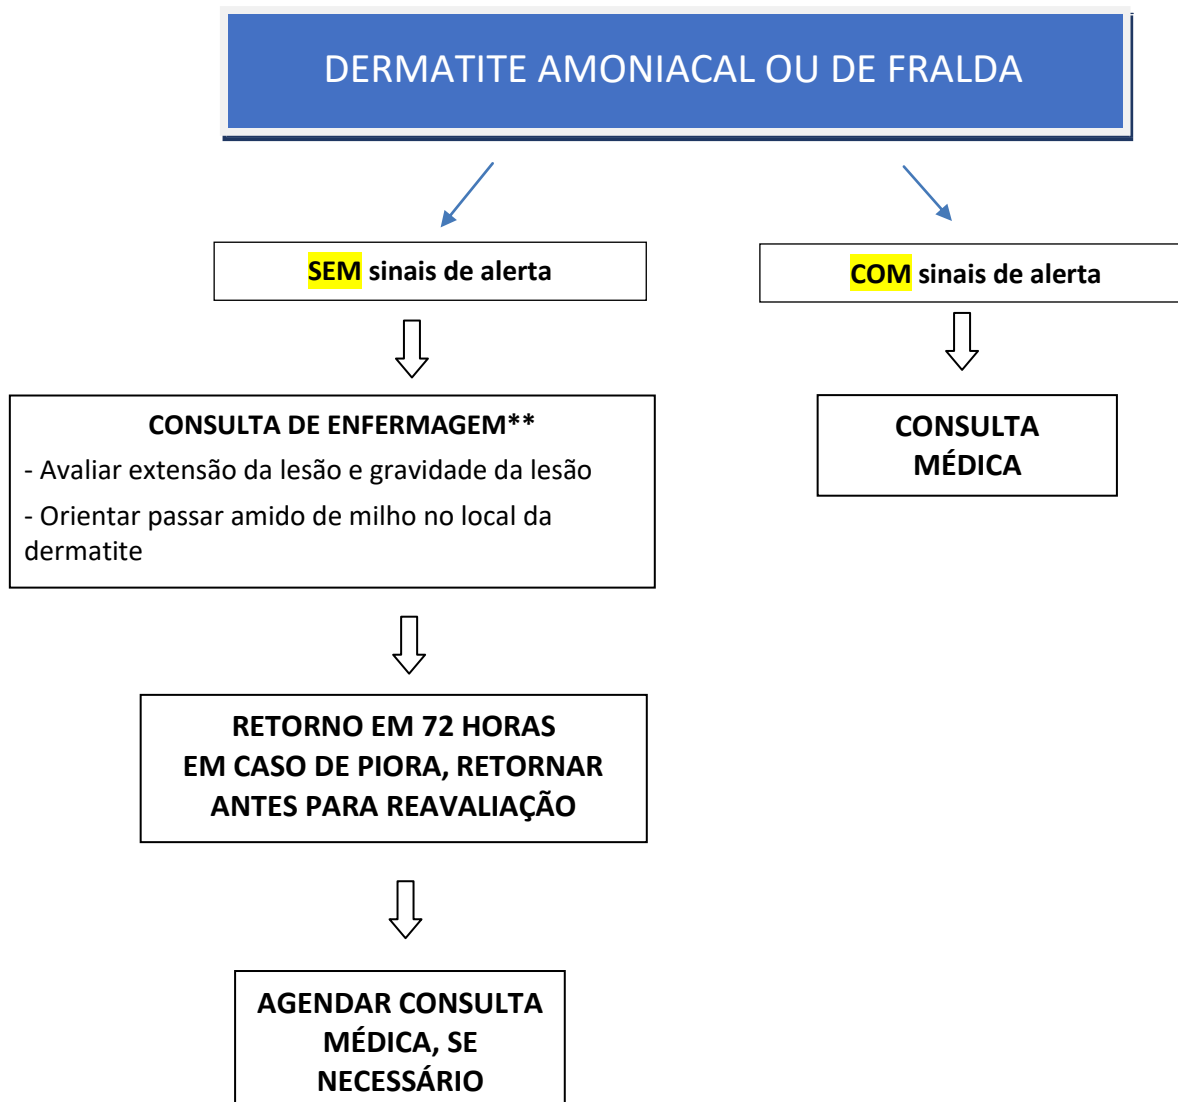 DERMATITE AMONIACAL OU DE FRALDA
SEM sinais de alerta
COM sinais de alerta
CONSULTA DE ENFERMAGEM**
- Avaliar extensão da lesão e gravidade da lesão
- Orientar passar amido de milho no local da
dermatite
CONSULTA
MÉDICA
RETORNO EM 72 HORAS
EM CASO DE PIORA, RETORNAR
ANTES PARA REAVALIAÇÃO
AGENDAR CONSULTA
MÉDICA, SE
NECESSÁRIO